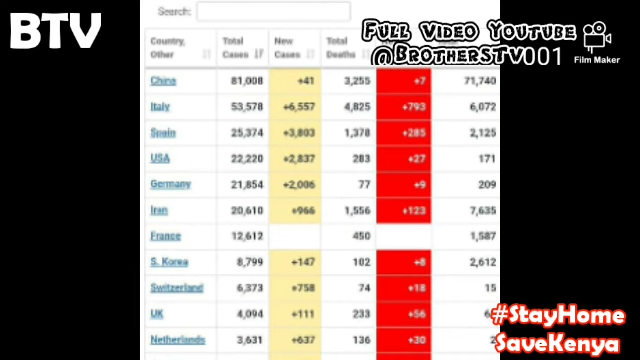 BTV
Search:
Full Video Youtube
@BrothersTV001
Film Maker
Country, Other Total Cases New Cases Total Deaths
China 81,008 +41 3,255 +7 71,740
Italy 53,578 +6,557 4,825 +793 6,072
Spain 25,374 +3,803 1,378 +285 2,125
USA 22,220 +2,837 283 +27 171
Germany 21,854 +2,006 77 +9 209
Iran 20,610 +966 1,556 +123 7,635
France 12,612 450 1,587
S. Korea 8,799 +147 102 +8 2,612
Switzerland 6,373 +758 74 +18 15
UK 4,094 +111 233 +56
Netherlands 3,631 +637 136 +30
#StayHome
SaveKenya